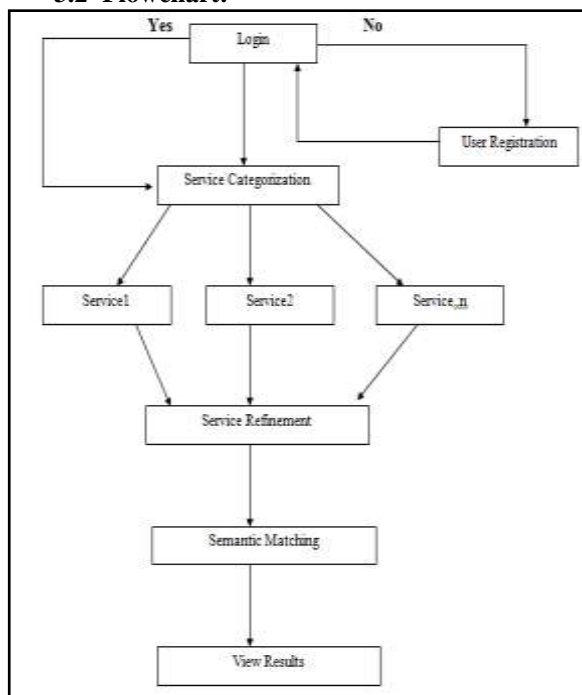 3.2 Flowchart:
Yes
Login
No
User Registration
Service Categorization
Service1
Service2
Service..n
Service Refinement
Semantic Matching
View Results